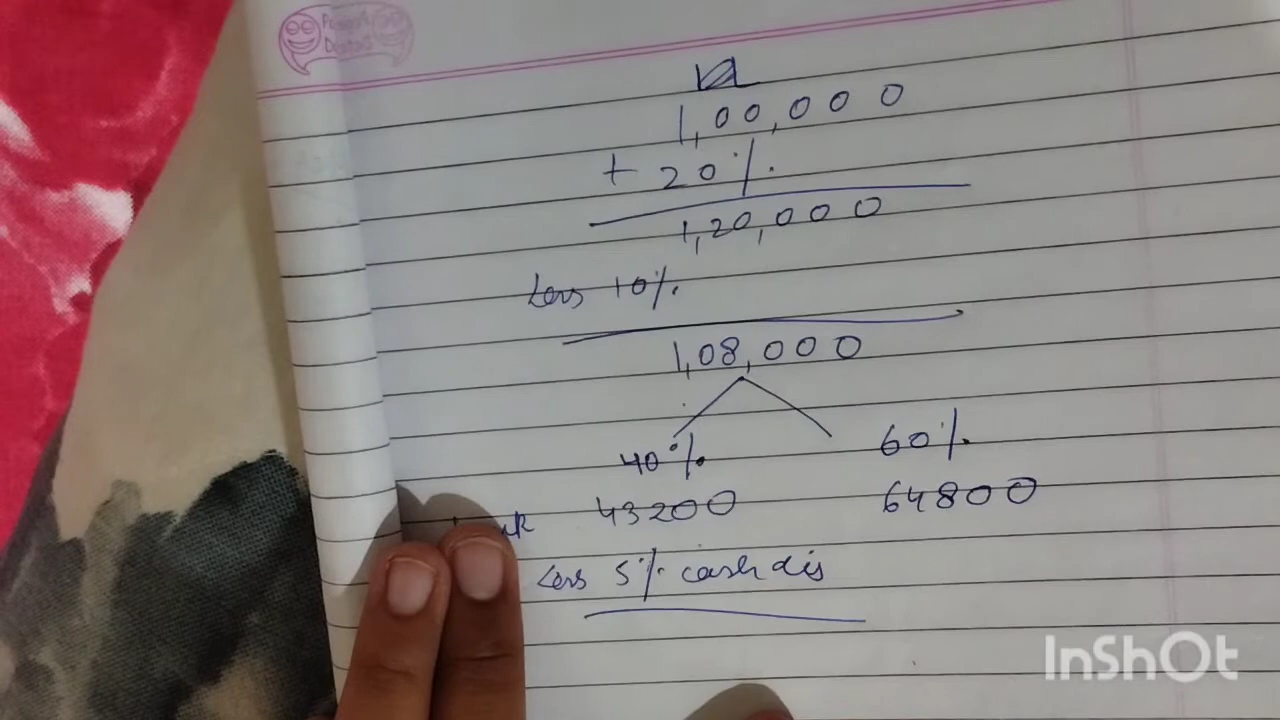 Present
1,00,000
+ 20%.
1,20,000
Less 10%.
1,08,000
40%. 60%.
43200 64800
Less 5%. cash dis
InShOt